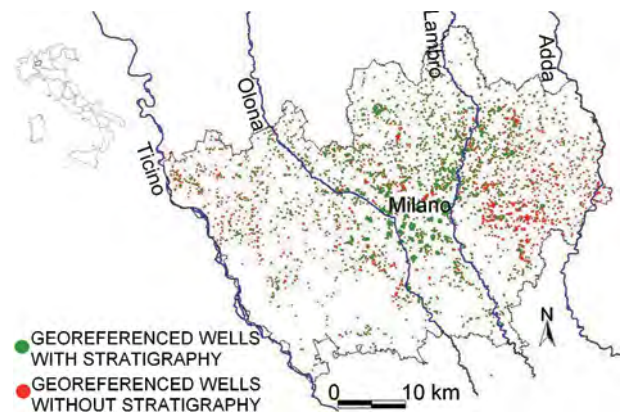 Lambro
Adda
Olona
Ticino
Milano
N
GEOREFERENCED WELLS
WITH STRATIGRAPHY
GEOREFERENCED WELLS
WITHOUT STRATIGRAPHY
0 10 km